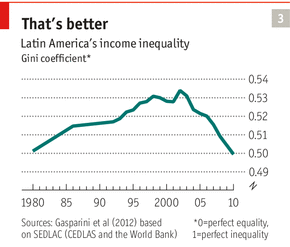 That's better
3
Latin America's income inequality
Gini coefficient*
0.54
0.53
0.52
0.51
0.50
0.49
1980 85 90 95 2000 05 10
Sources: Gasparini et al (2012) based
on SEDLAC (CEDLAS and the World Bank)
*0=perfect equality,
1=perfect inequality